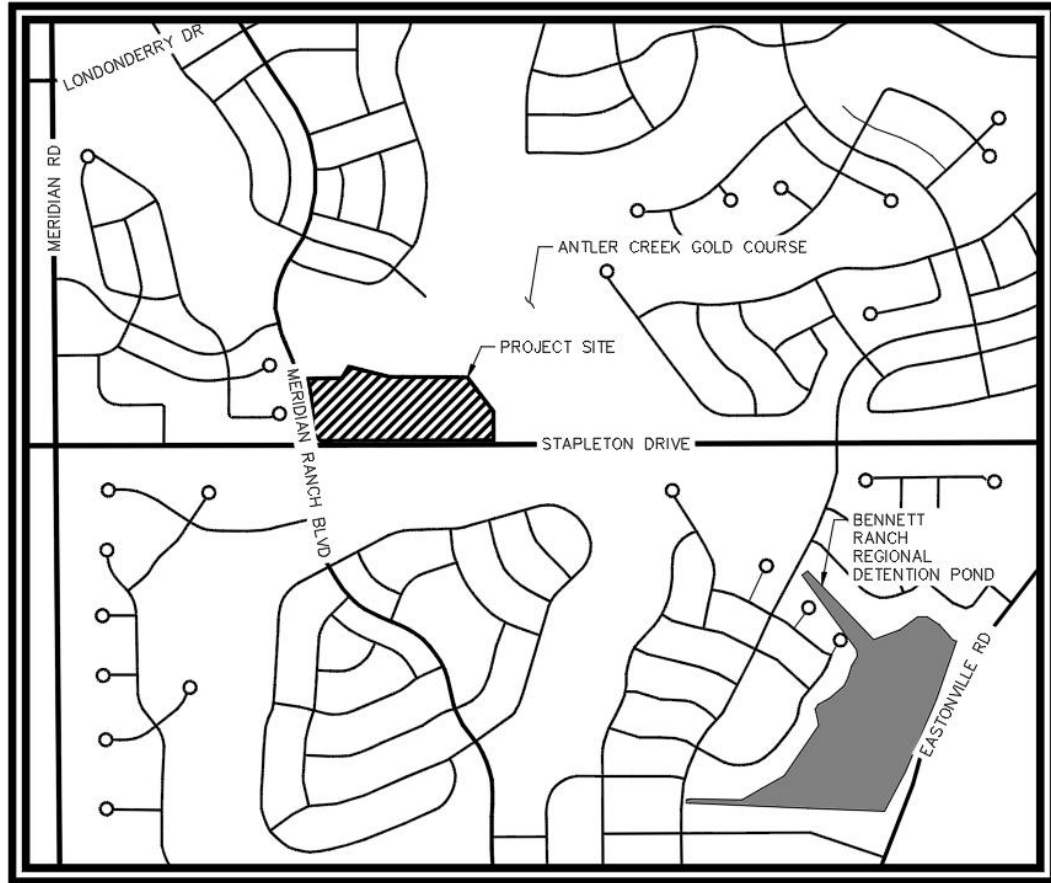 LONDONDERRY DR
MERIDIAN RD
ANTLER CREEK GOLD COURSE
PROJECT SITE
MERIDIAN RANCH BLVD
STAPLETON DRIVE
BENNETT
RANCH
REGIONAL
DETENTION POND
EASTONVILLE RD